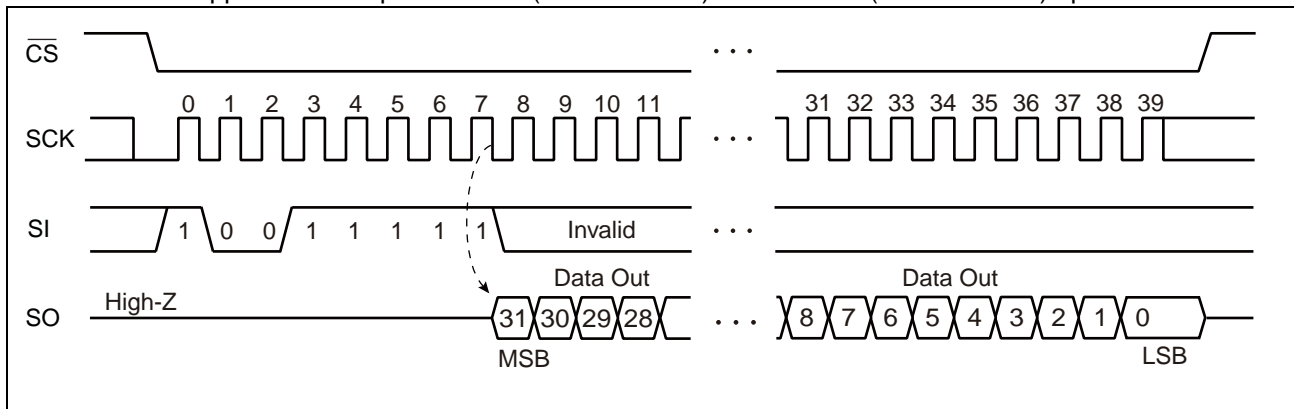 CS
0 1 2 3 4 5 6 7 8 9 10 11 31 32 33 34 35 36 37 38 39
SCK
SI 1 0 0 1 1 1 1 1 Invalid
Data Out Data Out
High-Z
SO 31 30 29 28 8 7 6 5 4 3 2 1 0
MSB LSB